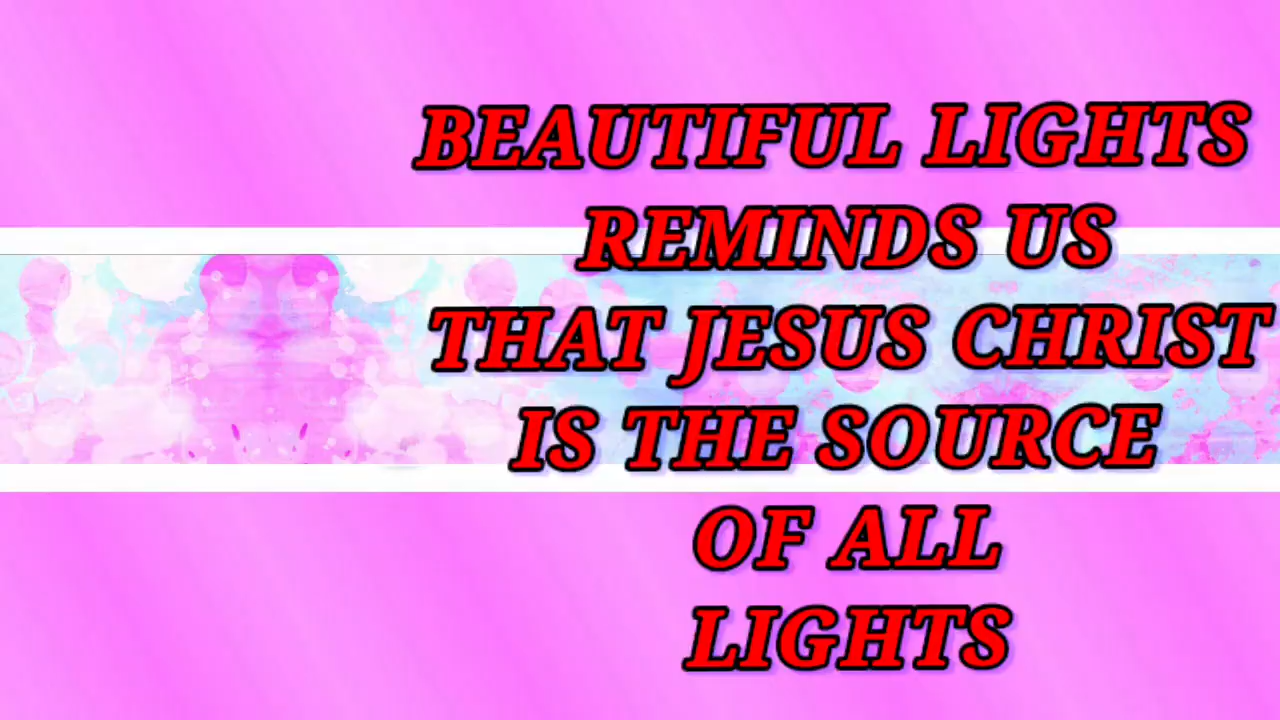 BEAUTIFUL LIGHTS
REMINDS US
THAT JESUS CHRIST
IS THE SOURCE
OF ALL
LIGHTS